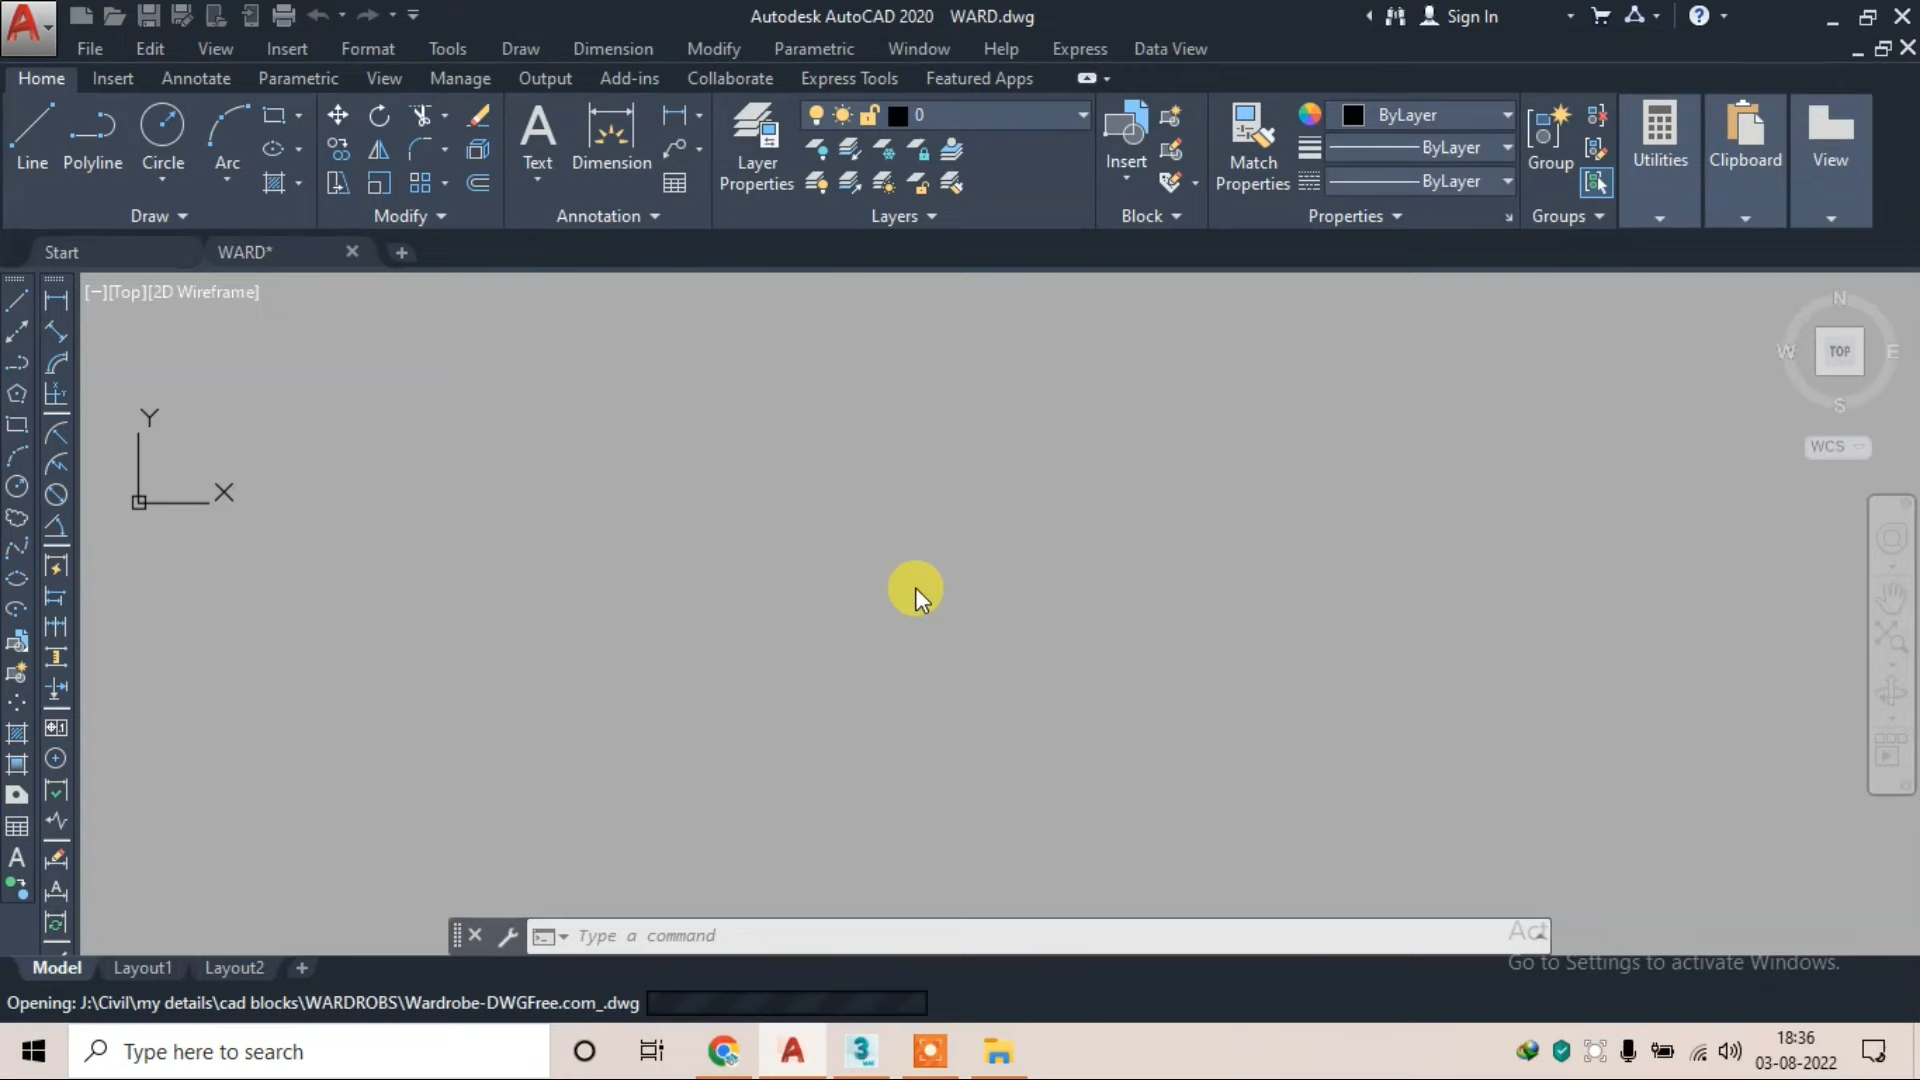 Autodesk AutoCAD 2020 WARD.dwg
Sign In
File Edit View Insert Format Tools Draw Dimension Modify Parametric Window Help Express Data View
Home Insert Annotate Parametric View Manage Output Add-ins Collaborate Express Tools Featured Apps
0
ByLayer
ByLayer
ByLayer
Line Polyline Circle Arc
Text Dimension
Layer Properties
Insert
Match Properties
Group
Utilities Clipboard View
Draw Modify Annotation Layers Block Properties Groups
Start WARD*
[−][Top][2D Wireframe]
N
W TOP E
S
WCS
Y
X
Type a command
Act
Go to Settings to activate Windows.
Model Layout1 Layout2
Opening: J:\Civil\my details\cad blocks\WARDROBS\Wardrobe-DWGFree.com_.dwg
Type here to search
18:36
03-08-2022